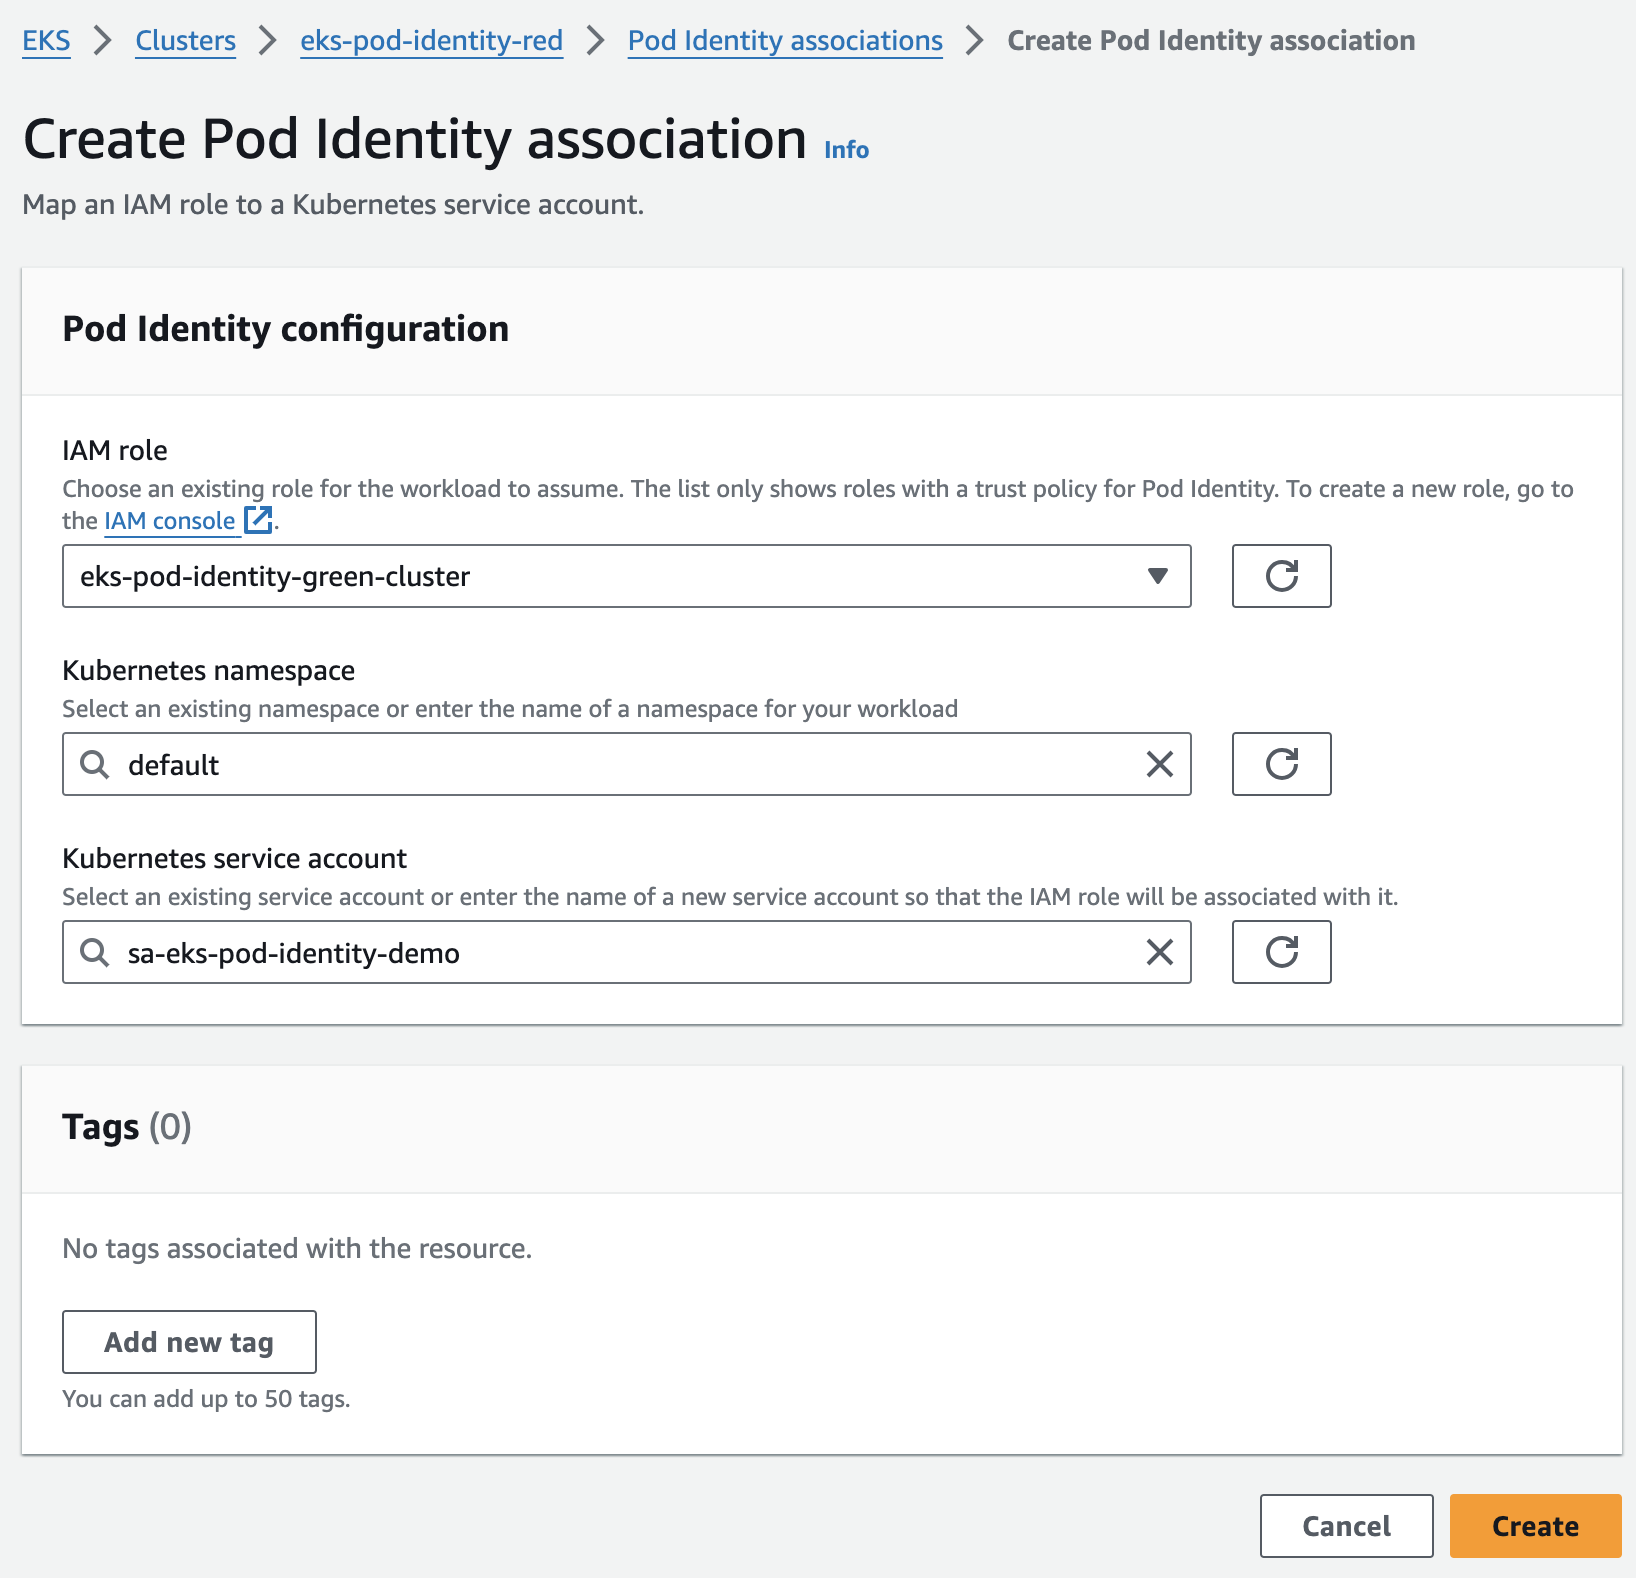 EKS > Clusters > eks-pod-identity-red > Pod Identity associations > Create Pod Identity association
Create Pod Identity association Info
Map an IAM role to a Kubernetes service account.
Pod Identity configuration
IAM role
Choose an existing role for the workload to assume. The list only shows roles with a trust policy for Pod Identity. To create a new role, go to
the IAM console.
eks-pod-identity-green-cluster
Kubernetes namespace
Select an existing namespace or enter the name of a namespace for your workload
default
Kubernetes service account
Select an existing service account or enter the name of a new service account so that the IAM role will be associated with it.
sa-eks-pod-identity-demo
Tags (0)
No tags associated with the resource.
Add new tag
You can add up to 50 tags.
Cancel Create